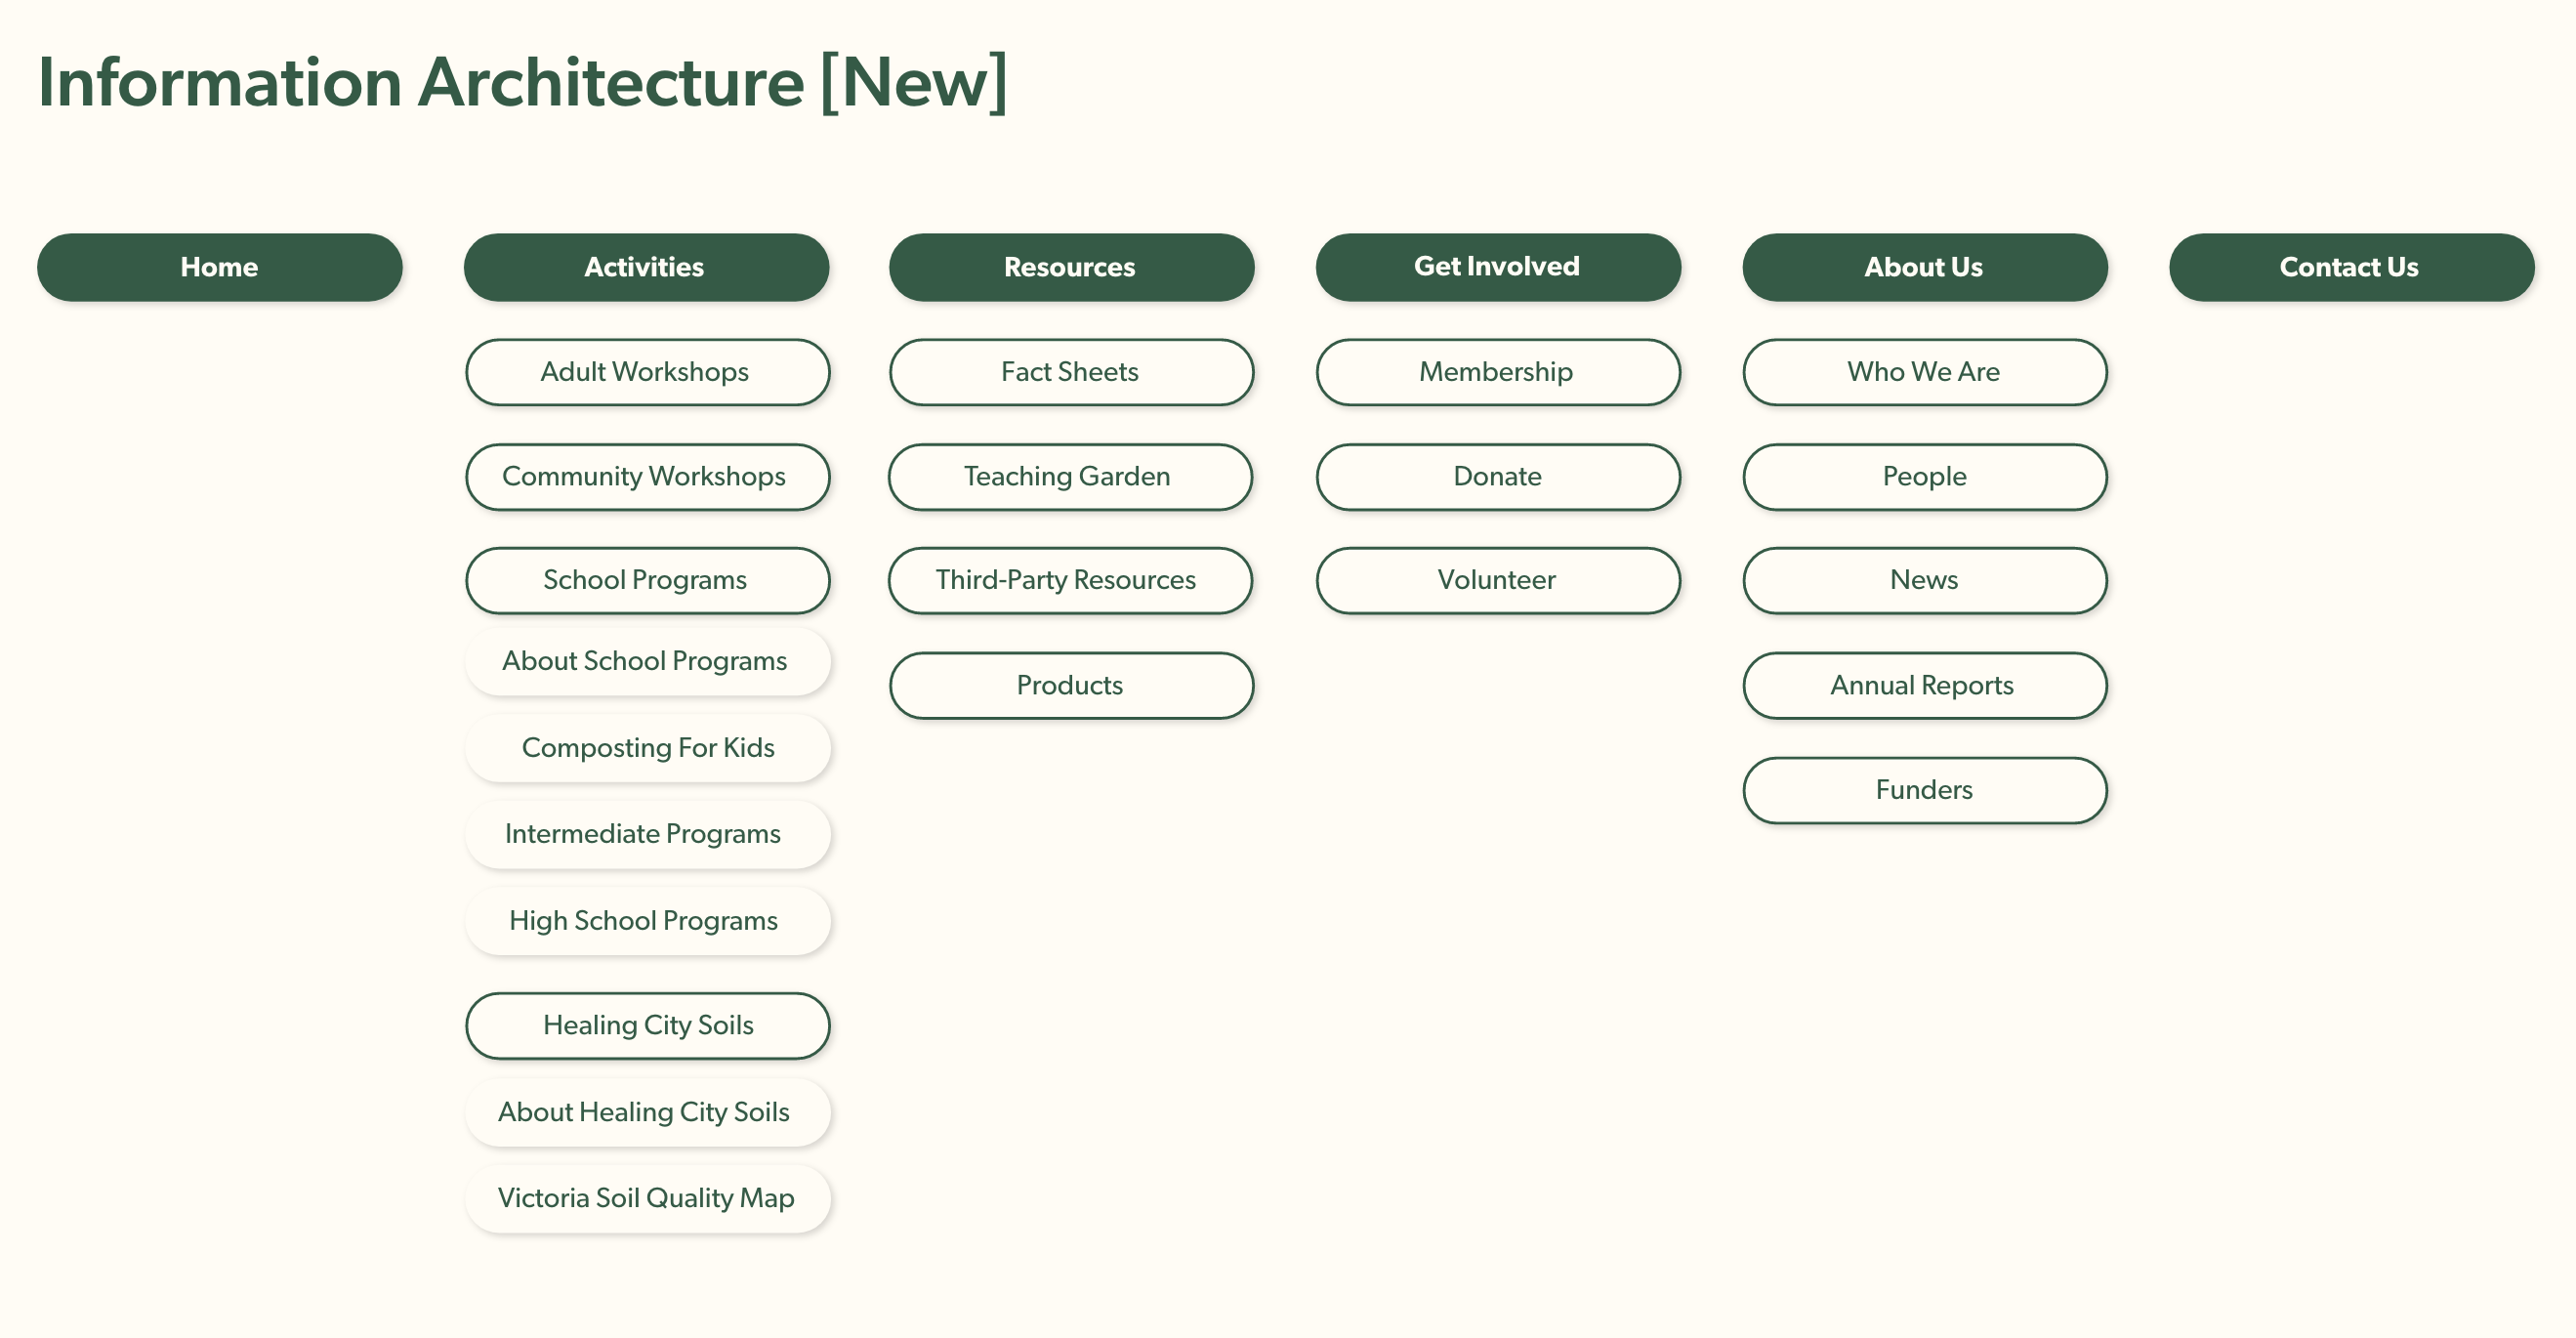 Information Architecture [New]
Home
Activities
Adult Workshops
Community Workshops
School Programs
About School Programs
Composting For Kids
Intermediate Programs
High School Programs
Healing City Soils
About Healing City Soils
Victoria Soil Quality Map
Resources
Fact Sheets
Teaching Garden
Third-Party Resources
Products
Get Involved
Membership
Donate
Volunteer
About Us
Who We Are
People
News
Annual Reports
Funders
Contact Us